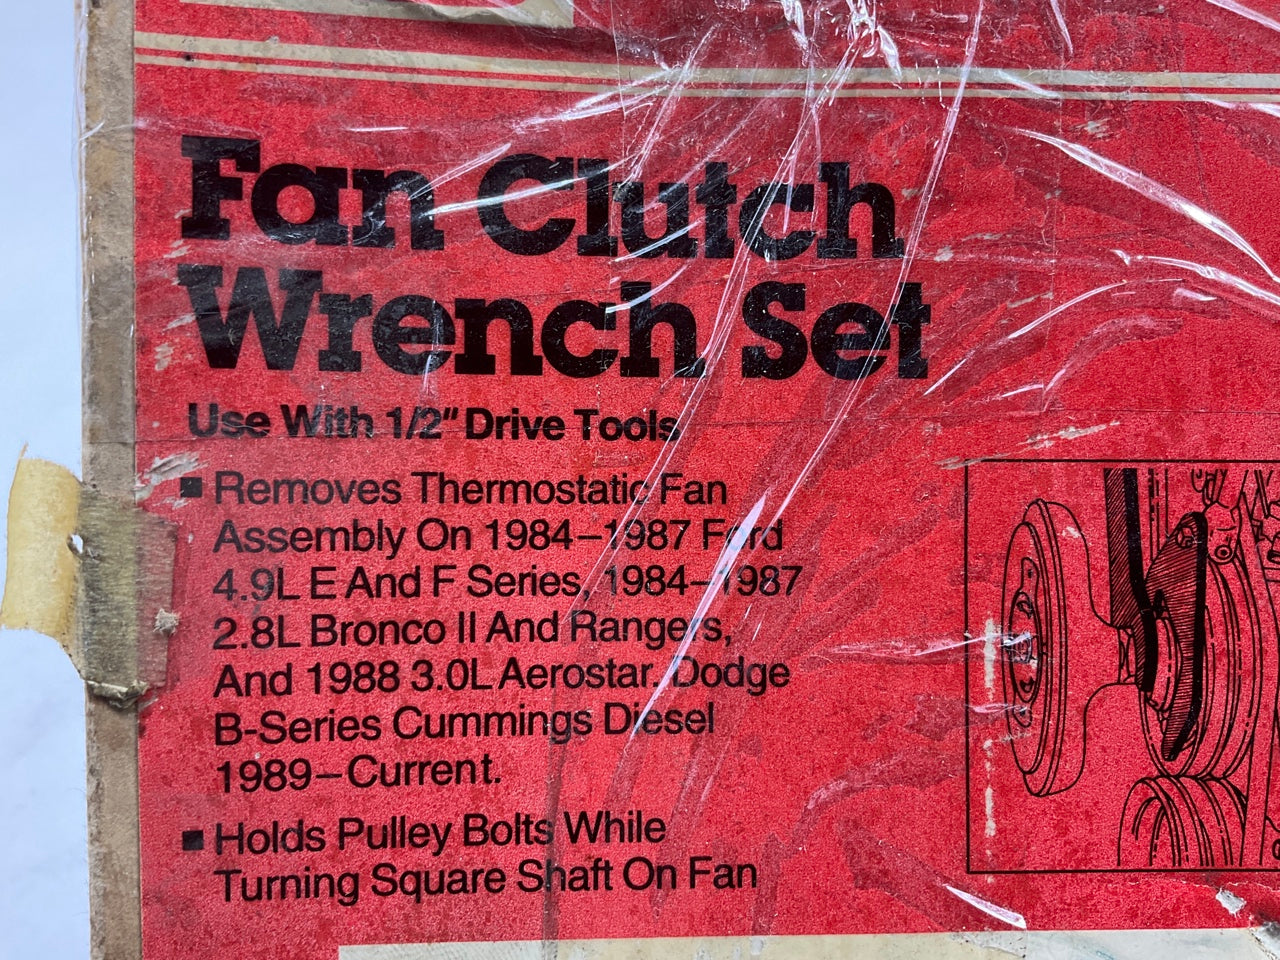 Fan Clutch
Wrench Set
Use With 1/2" Drive Tools
■ Removes Thermostatic Fan
Assembly On 1984–1987 Ford
4.9L E And F Series, 1984–1987
2.8L Bronco II And Rangers,
And 1988 3.0L Aerostar. Dodge
B-Series Cummings Diesel
1989–Current.
■ Holds Pulley Bolts While
Turning Square Shaft On Fan